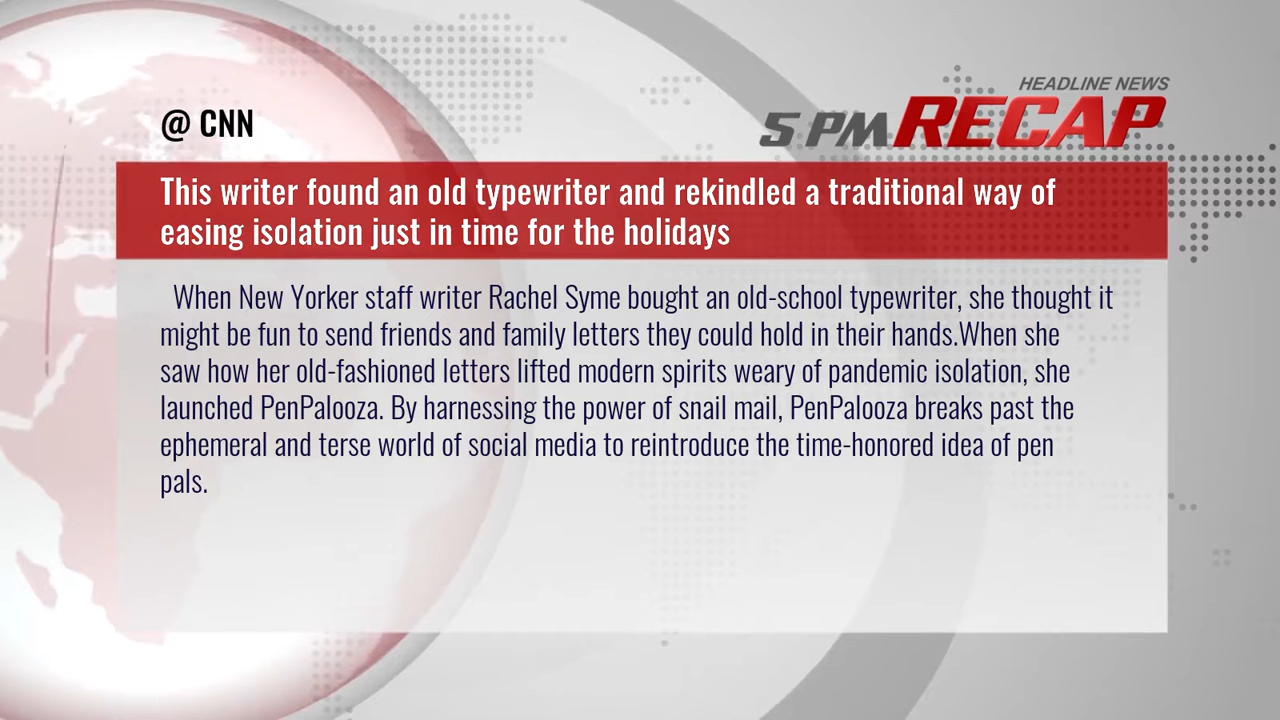 HEADLINE NEWS
@ CNN
5 PM RECAP
This writer found an old typewriter and rekindled a traditional way of
easing isolation just in time for the holidays
When New Yorker staff writer Rachel Syme bought an old-school typewriter, she thought it
might be fun to send friends and family letters they could hold in their hands.When she
saw how her old-fashioned letters lifted modern spirits weary of pandemic isolation, she
launched PenPalooza. By harnessing the power of snail mail, PenPalooza breaks past the
ephemeral and terse world of social media to reintroduce the time-honored idea of pen
pals.